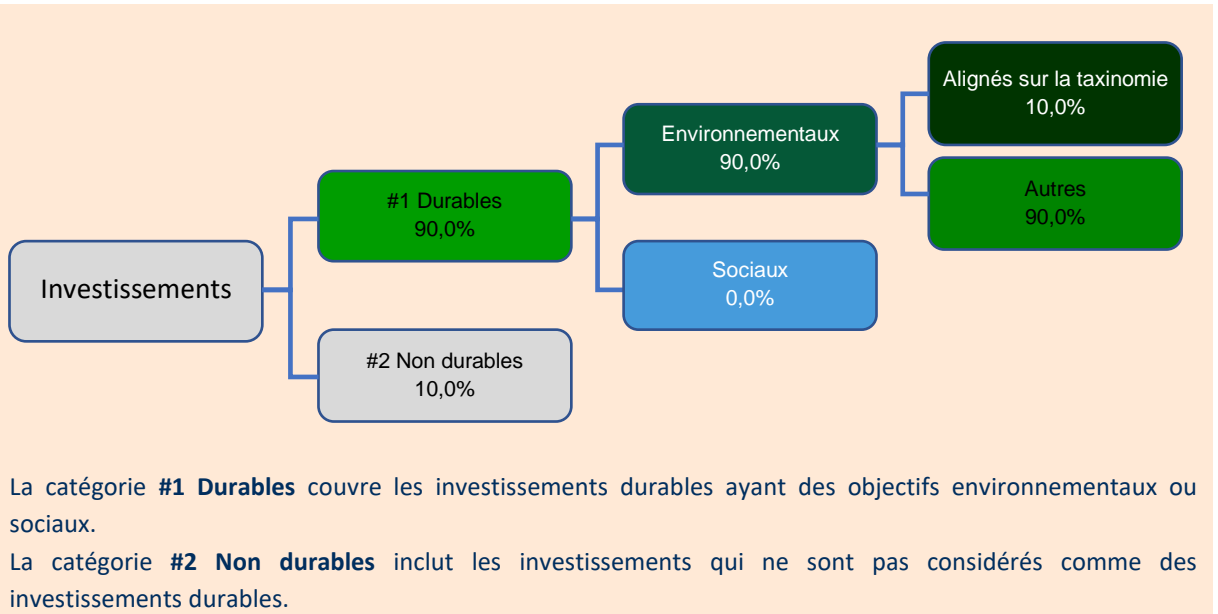 Alignés sur la taxinomie
10,0%
Environnementaux
90,0%
Autres
90,0%
#1 Durables
90,0%
Sociaux
0,0%
Investissements
#2 Non durables
10,0%
La catégorie #1 Durables couvre les investissements durables ayant des objectifs environnementaux ou
sociaux.
La catégorie #2 Non durables inclut les investissements qui ne sont pas considérés comme des
investissements durables.